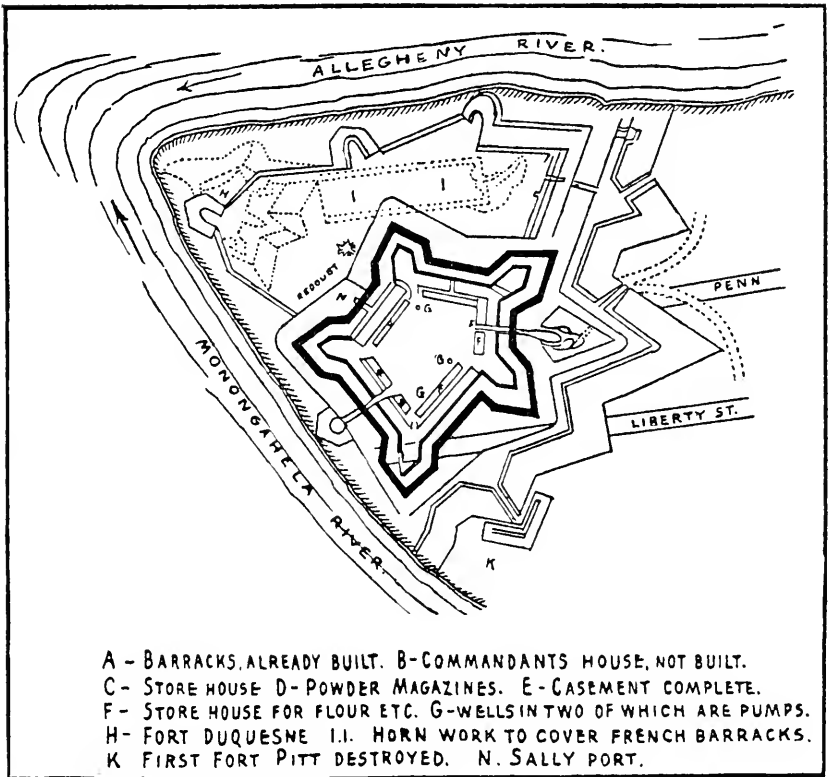 ALLEGHENY RIVER.
H
I I
REDOUBT
N
G
PENN
B
G
LIBERTY ST.
MONONGAHELA RIVER.
K
A - BARRACKS, ALREADY BUILT. B-COMMANDANTS HOUSE, NOT BUILT.
C - STORE HOUSE D-POWDER MAGAZINES. E-CASEMENT COMPLETE.
F - STORE HOUSE FOR FLOUR ETC. G-WELLS IN TWO OF WHICH ARE PUMPS.
H - FORT DUQUESNE I.I. HORN WORK TO COVER FRENCH BARRACKS.
K FIRST FORT PITT DESTROYED. N. SALLY PORT.